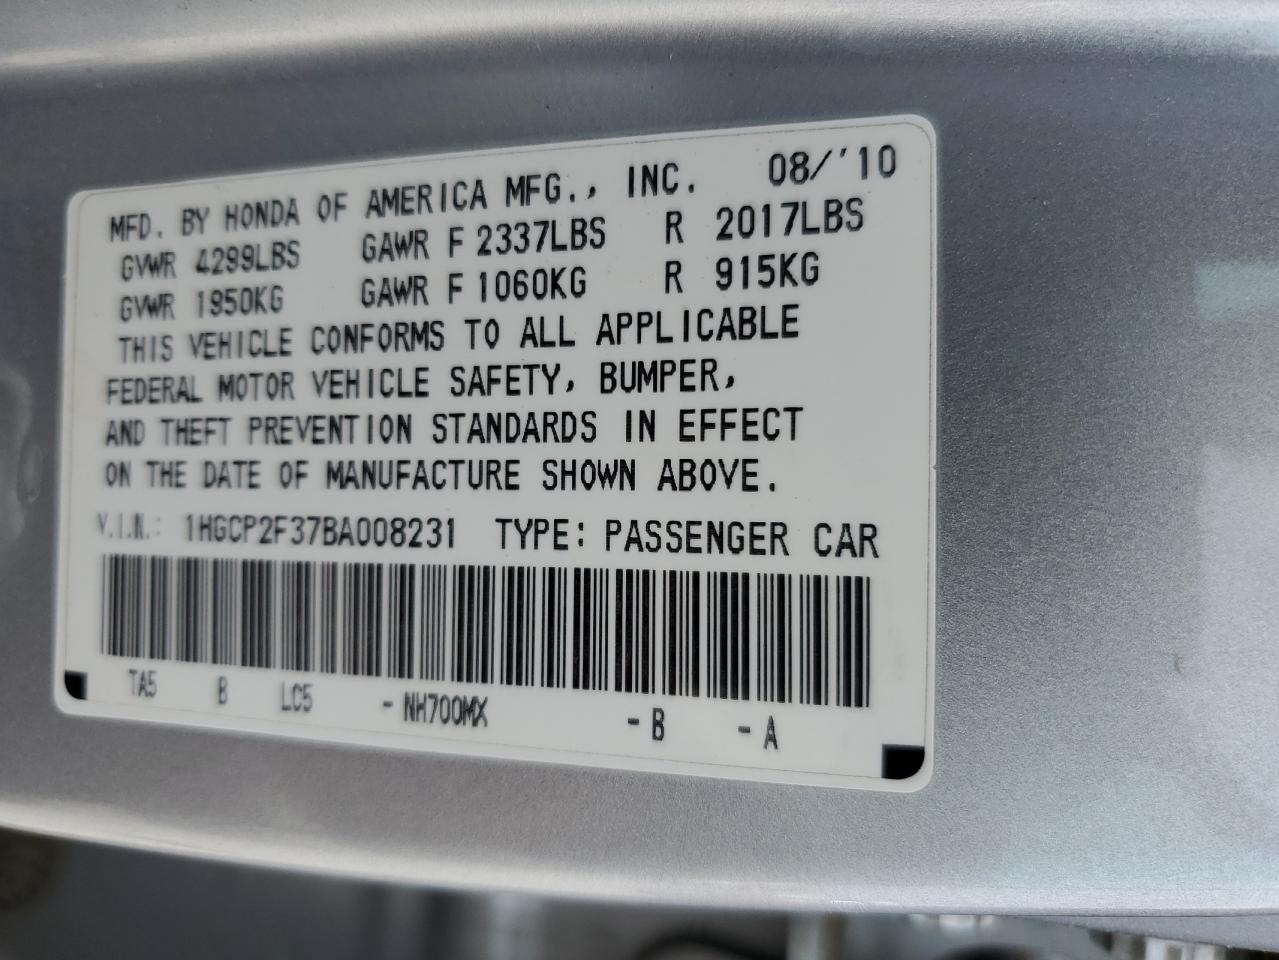 MFD. BY HONDA OF AMERICA MFG., INC. 08/'10
GVWR 4299LBS GAWR F 2337LBS R 2017LBS
GVWR 1950KG GAWR F 1060KG R 915KG
THIS VEHICLE CONFORMS TO ALL APPLICABLE
FEDERAL MOTOR VEHICLE SAFETY, BUMPER,
AND THEFT PREVENTION STANDARDS IN EFFECT
ON THE DATE OF MANUFACTURE SHOWN ABOVE.
V.I.N.: 1HGCP2F37BA008231 TYPE: PASSENGER CAR
TA5 B LC5 -NH700MX -B -A